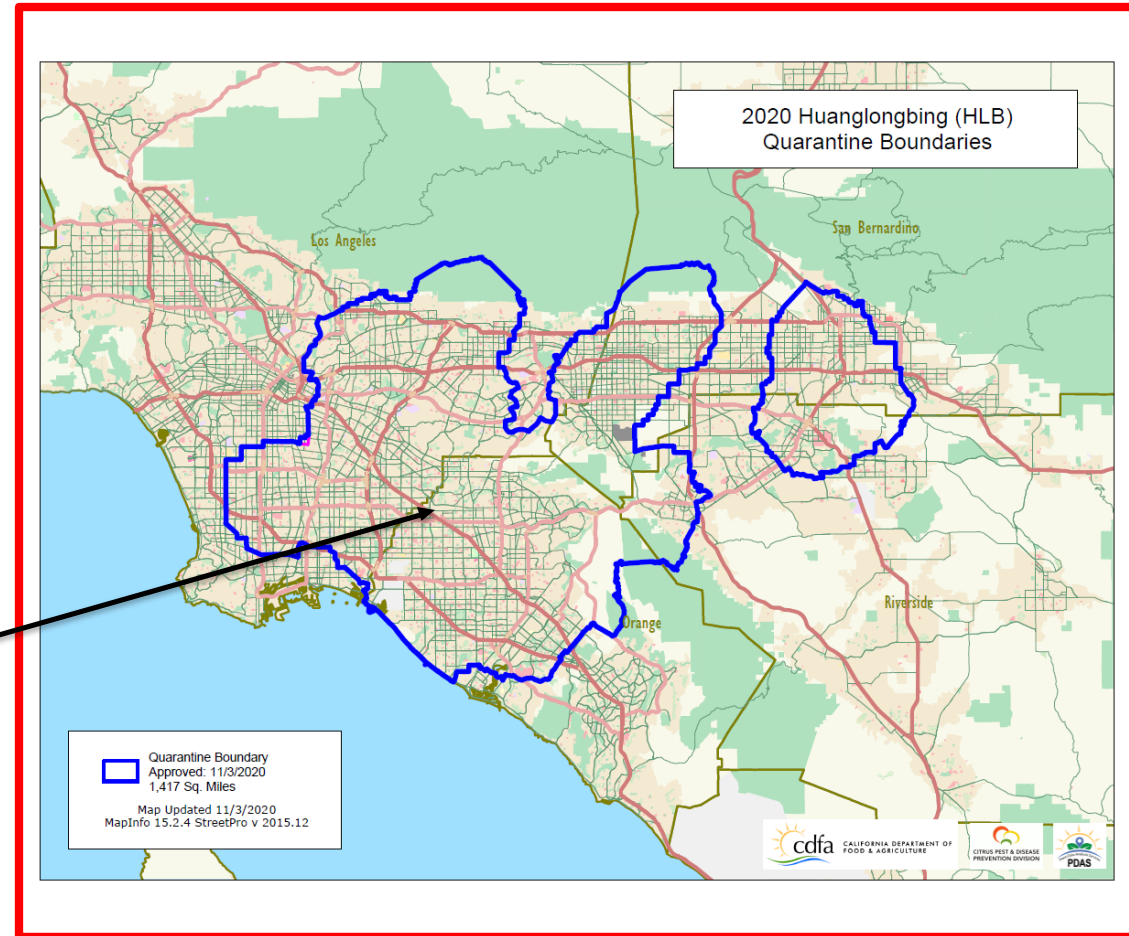 2020 Huanglongbing (HLB)
Quarantine Boundaries
San Bernardino
Los Angeles
Riverside
Orange
Quarantine Boundary
Approved: 11/3/2020
1,417 Sq. Miles
Map Updated 11/3/2020
MapInfo 15.2.4 StreetPro v 2015.12
cdfa CALIFORNIA DEPARTMENT OF
FOOD & AGRICULTURE
CITRUS PEST & DISEASE
PREVENTION DIVISION
PDAS